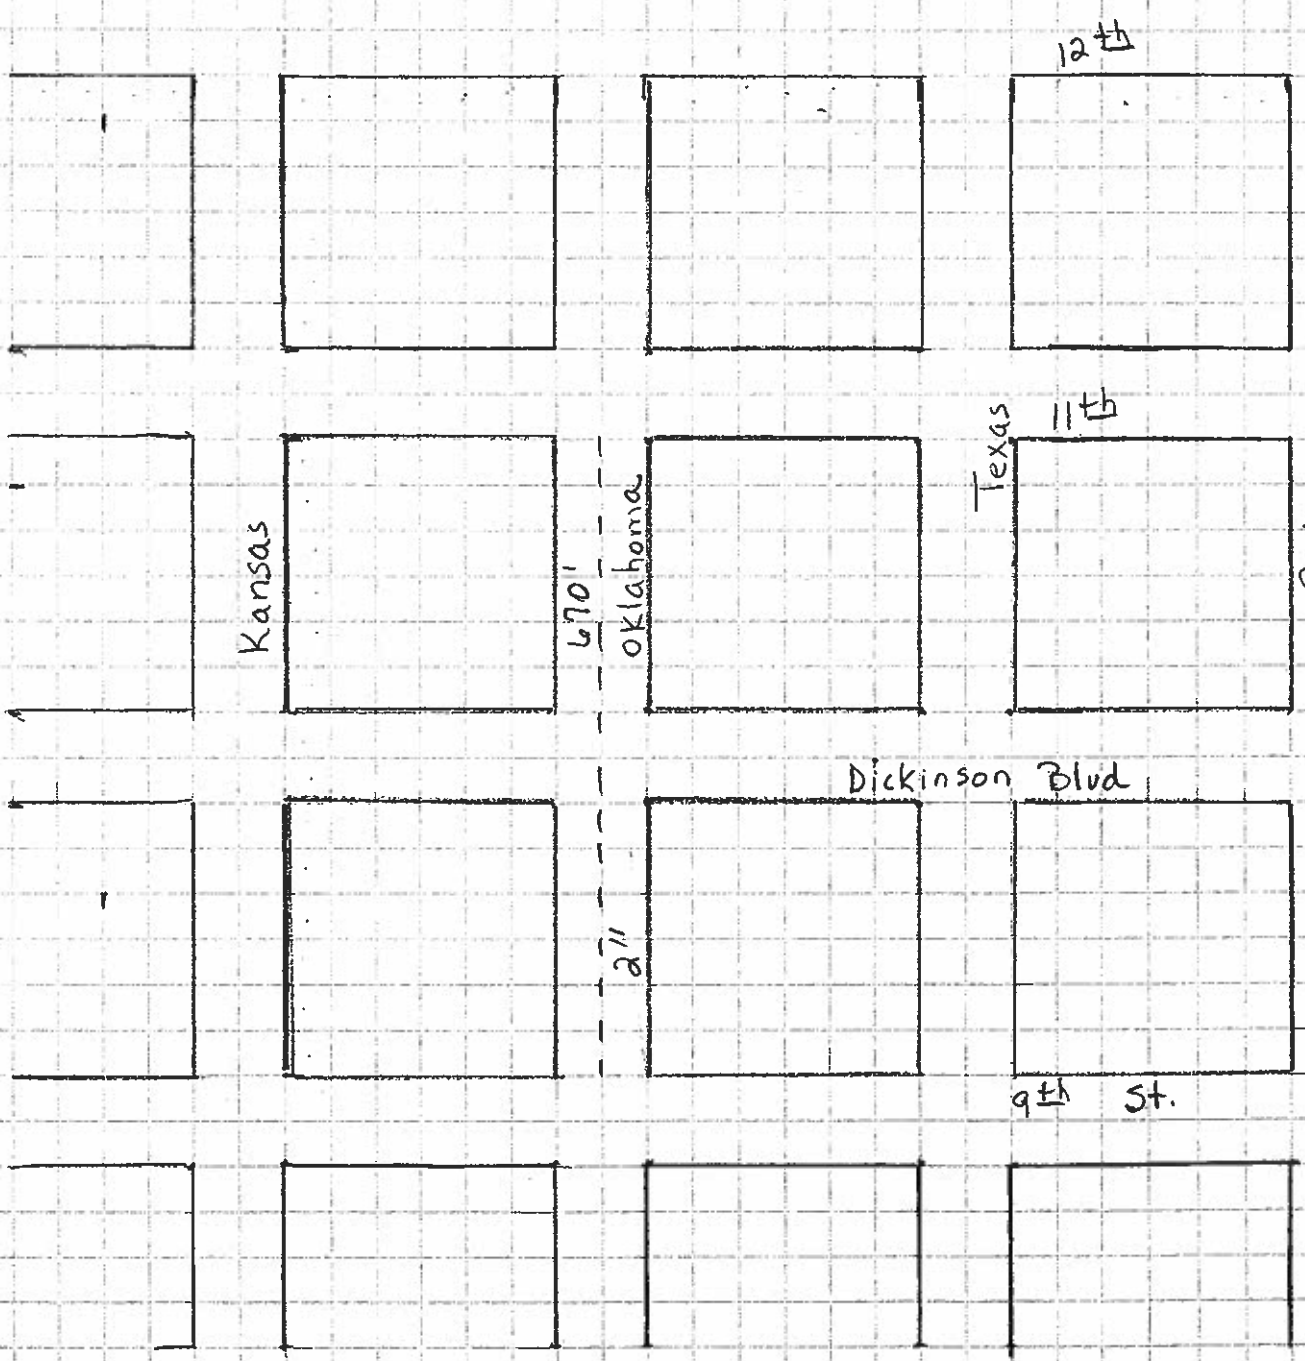 12th
11th
Texas
Kansas
670'
Oklahoma
Dickinson Blvd
2"
9th St.